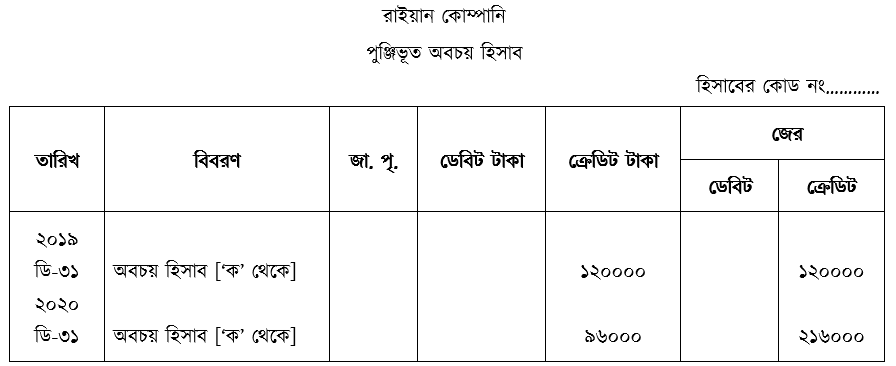 রাইয়ান কোম্পানি
পুঞ্জিভূত অবচয় হিসাব
হিসাবের কোড নং............
তারিখ বিবরণ জা. পৃ. ডেবিট টাকা ক্রেডিট টাকা জের
ডেবিট ক্রেডিট
২০১৯
ডি-৩১ অবচয় হিসাব [‘ক’ থেকে] ১২০০০০ ১২০০০০
২০২০
ডি-৩১ অবচয় হিসাব [‘ক’ থেকে] ৯৬০০০ ২১৬০০০